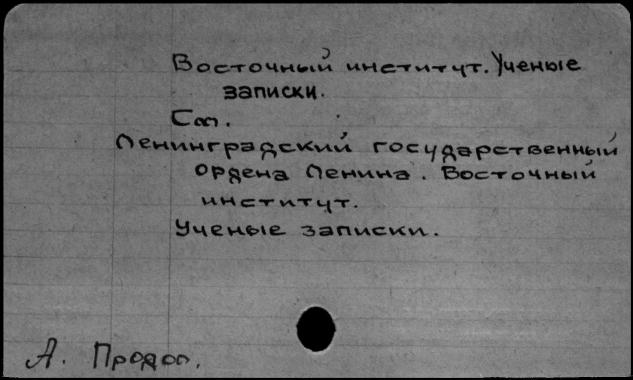 Восточный институт. Ученые
записки.
См.
Ленинградский государственный
ордена Ленина. Восточный
институт.
Ученые записки.
А. Продол.